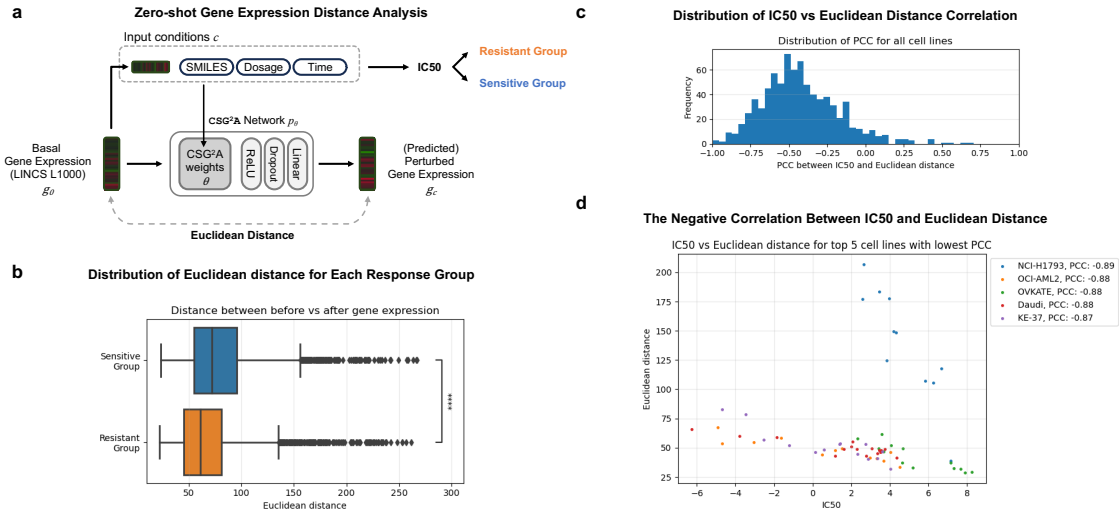 a
Zero-shot Gene Expression Distance Analysis
Input conditions c
SMILES
Dosage
Time
IC50
Resistant Group
Sensitive Group
CSG²A Network pθ
Basal
Gene Expression
(LINCS L1000)
g0
CSG²A
weights
θ
ReLU
Dropout
Linear
(Predicted)
Perturbed
Gene Expression
gc
Euclidean Distance
b
Distribution of Euclidean distance for Each Response Group
Distance between before vs after gene expression
Sensitive
Group
Resistant
Group
****
50 100 150 200 250 300
Euclidean distance
c
Distribution of IC50 vs Euclidean Distance Correlation
Distribution of PCC for all cell lines
Frequency
60
40
20
0
−1.00 −0.75 −0.50 −0.25 0.00 0.25 0.50 0.75 1.00
PCC between IC50 and Euclidean distance
d
The Negative Correlation Between IC50 and Euclidean Distance
IC50 vs Euclidean distance for top 5 cell lines with lowest PCC
Euclidean distance
200
175
150
125
100
75
50
25
−6 −4 −2 0 2 4 6 8
IC50
NCI-H1793, PCC: -0.89
OCI-AML2, PCC: -0.88
OVKATE, PCC: -0.88
Daudi, PCC: -0.88
KE-37, PCC: -0.87